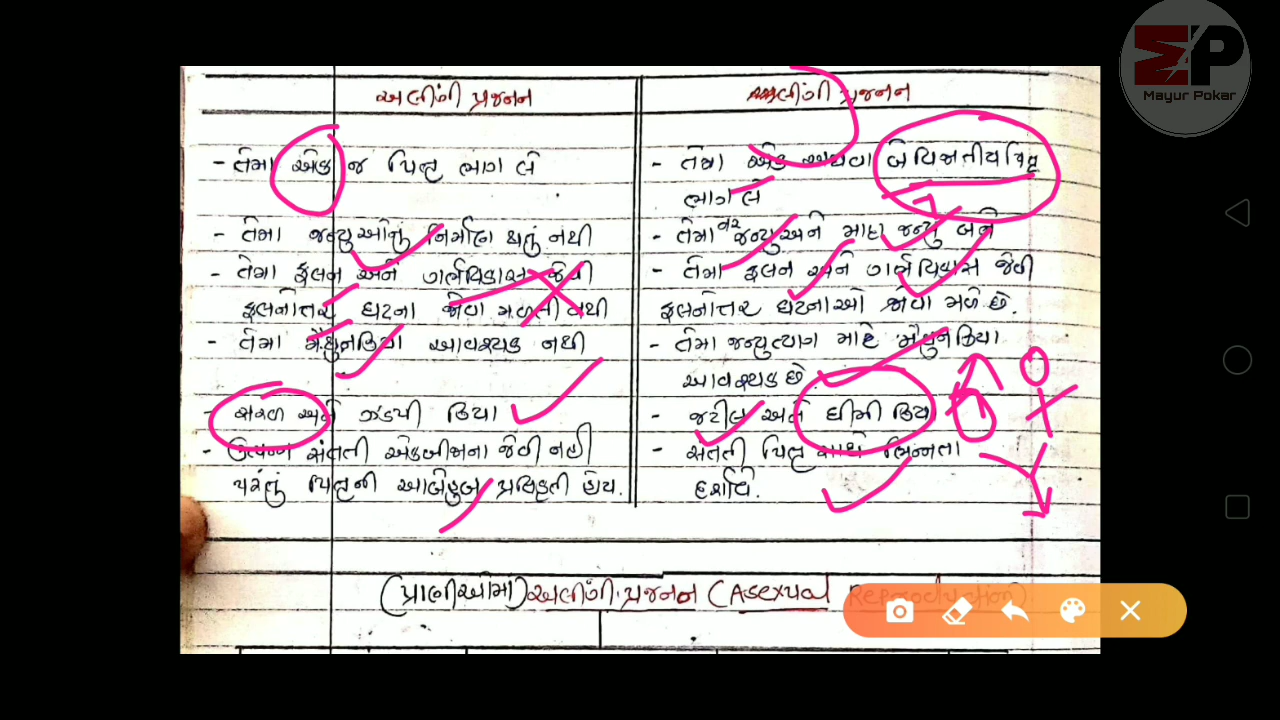 Mayur Pokar
અલીંગી પ્રજનન
લીંગી પ્રજનન
- તેમા એક જ પિતૃ ભાગ લે
- તેમા જન્યુઓનું નિર્માણ થતું નથી
- તેમા ફલન અને ગર્ભવિકાસ જેવી
ફલનોત્તર ઘટના જોવા મળતી નથી
- તેમા મૈથુનક્રિયા આવશ્યક નથી
- સરળ અને ઝડપી ક્રિયા
- ઉત્પન્ન સંતતી એકબીજાના જેવી નહી
પરંતું પિતૃની આબેહુબ પ્રતિકૃતી હોય.
- તેમા એક અથવા બે વિજાતીય પિતૃ
ભાગ લે
- તેમા નર જન્યુ અને માદા જન્યુ બને
- તેમા ફલન અને ગર્ભ વિકાસ જેવી
ફલનોત્તર ઘટનાઓ જોવા મળે છે.
- તેમા જન્યુત્યાગ માટે મૈથુનક્રિયા
આવશ્યક છે.
- જટીલ અને ધીમી ક્રિયા
- સંતતી પિતૃ સાથે ભિન્નતા
દર્શાવે.
(પ્રાણીઓમાં) અલીંગી પ્રજનન (Asexual Reproduction)